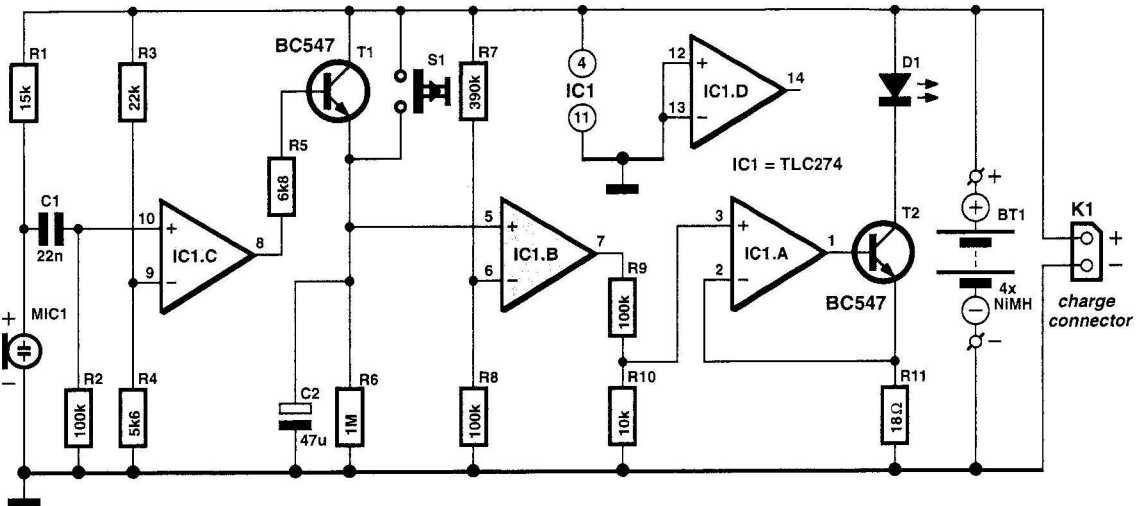 R1
15k
R3
22k
BC547
T1
S1
R7
390k
4
IC1
11
12
+
13
–
IC1.D
14
IC1 = TLC274
D1
R5
6k8
C1
22n
10
+
9
–
IC1.C
8
5
+
6
–
IC1.B
7
3
+
2
–
IC1.A
1
T2
BC547
+
+
BT1
4x
NiMH
–
–
K1
+
–
charge
connector
+
MIC1
–
R2
100k
R4
5k6
C2
47u
R6
1M
R8
100k
R9
100k
R10
10k
R11
18Ω